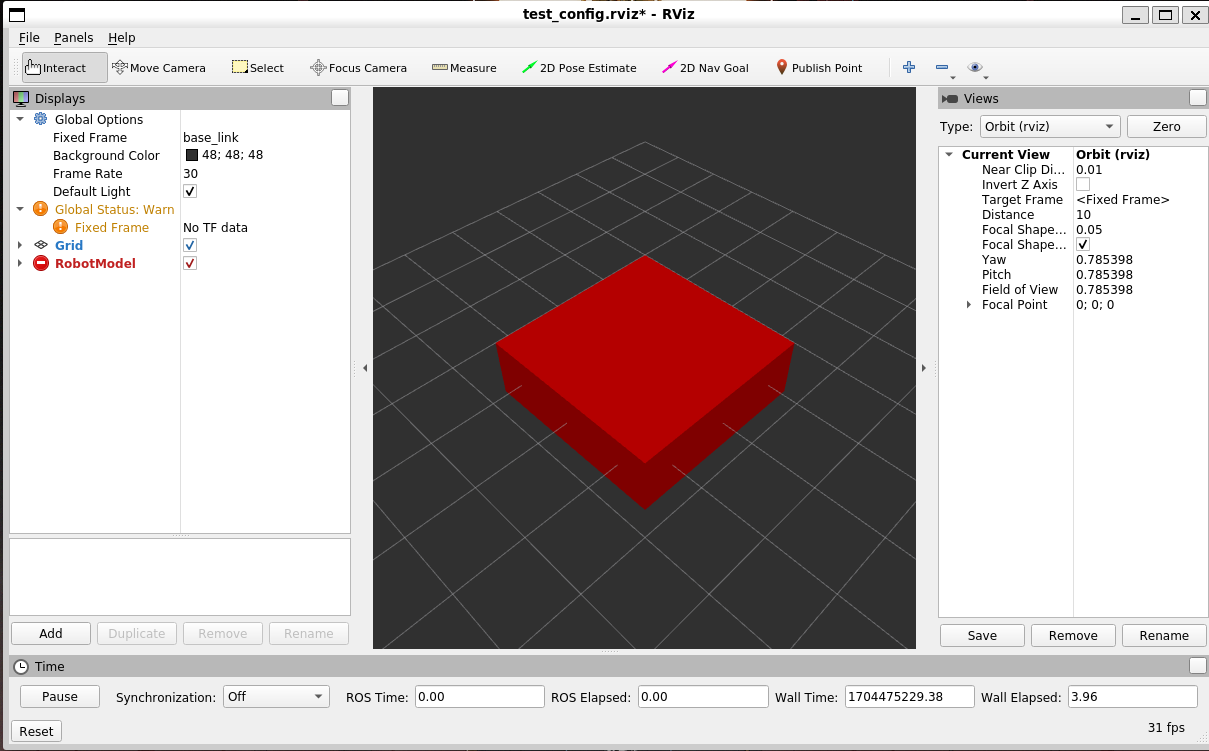 test_config.rviz* - RViz
File Panels Help
Interact Move Camera Select Focus Camera Measure 2D Pose Estimate 2D Nav Goal Publish Point
Displays
Global Options
Fixed Frame base_link
Background Color 48; 48; 48
Frame Rate 30
Default Light
Global Status: Warn
Fixed Frame No TF data
Grid
RobotModel
Add Duplicate Remove Rename
Views
Type: Orbit (rviz) Zero
Current View Orbit (rviz)
Near Clip Di... 0.01
Invert Z Axis
Target Frame <Fixed Frame>
Distance 10
Focal Shape... 0.05
Focal Shape...
Yaw 0.785398
Pitch 0.785398
Field of View 0.785398
Focal Point 0; 0; 0
Save Remove Rename
Time
Pause Synchronization: Off ROS Time: 0.00 ROS Elapsed: 0.00 Wall Time: 1704475229.38 Wall Elapsed: 3.96
Reset 31 fps